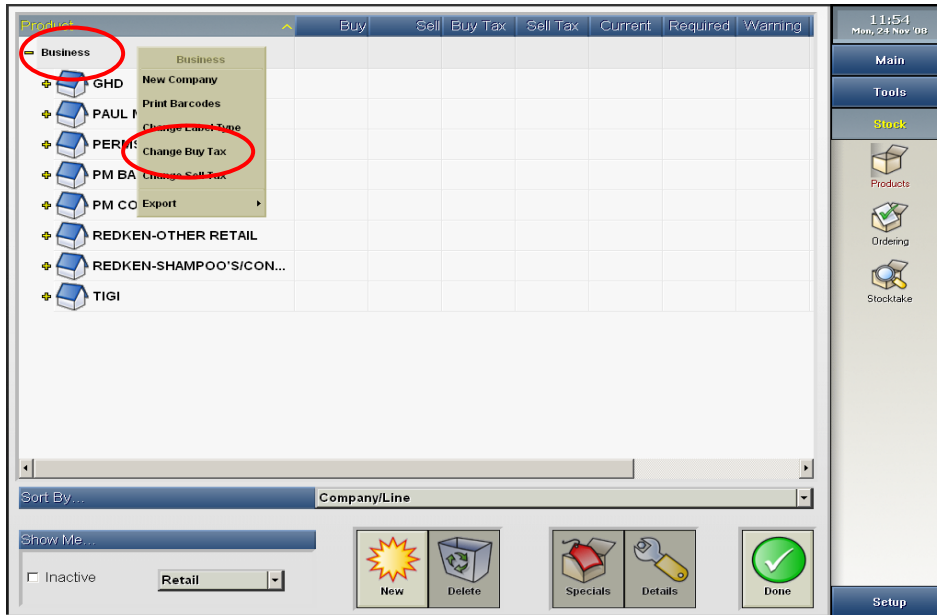 Product Buy Sell Buy Tax Sell Tax Current Required Warning
Business
GHD
PAUL
PERMS
PM BA
PM CO
REDKEN-OTHER RETAIL
REDKEN-SHAMPOO'S/CON...
TIGI
Business
New Company
Print Barcodes
Change Label Type
Change Buy Tax
Change Sell Tax
Export
Sort By... Company/Line
Show Me...
Inactive Retail
New Delete Specials Details Done
11:54
Mon, 24 Nov '08
Main
Tools
Stock
Products
Ordering
Stocktake
Setup